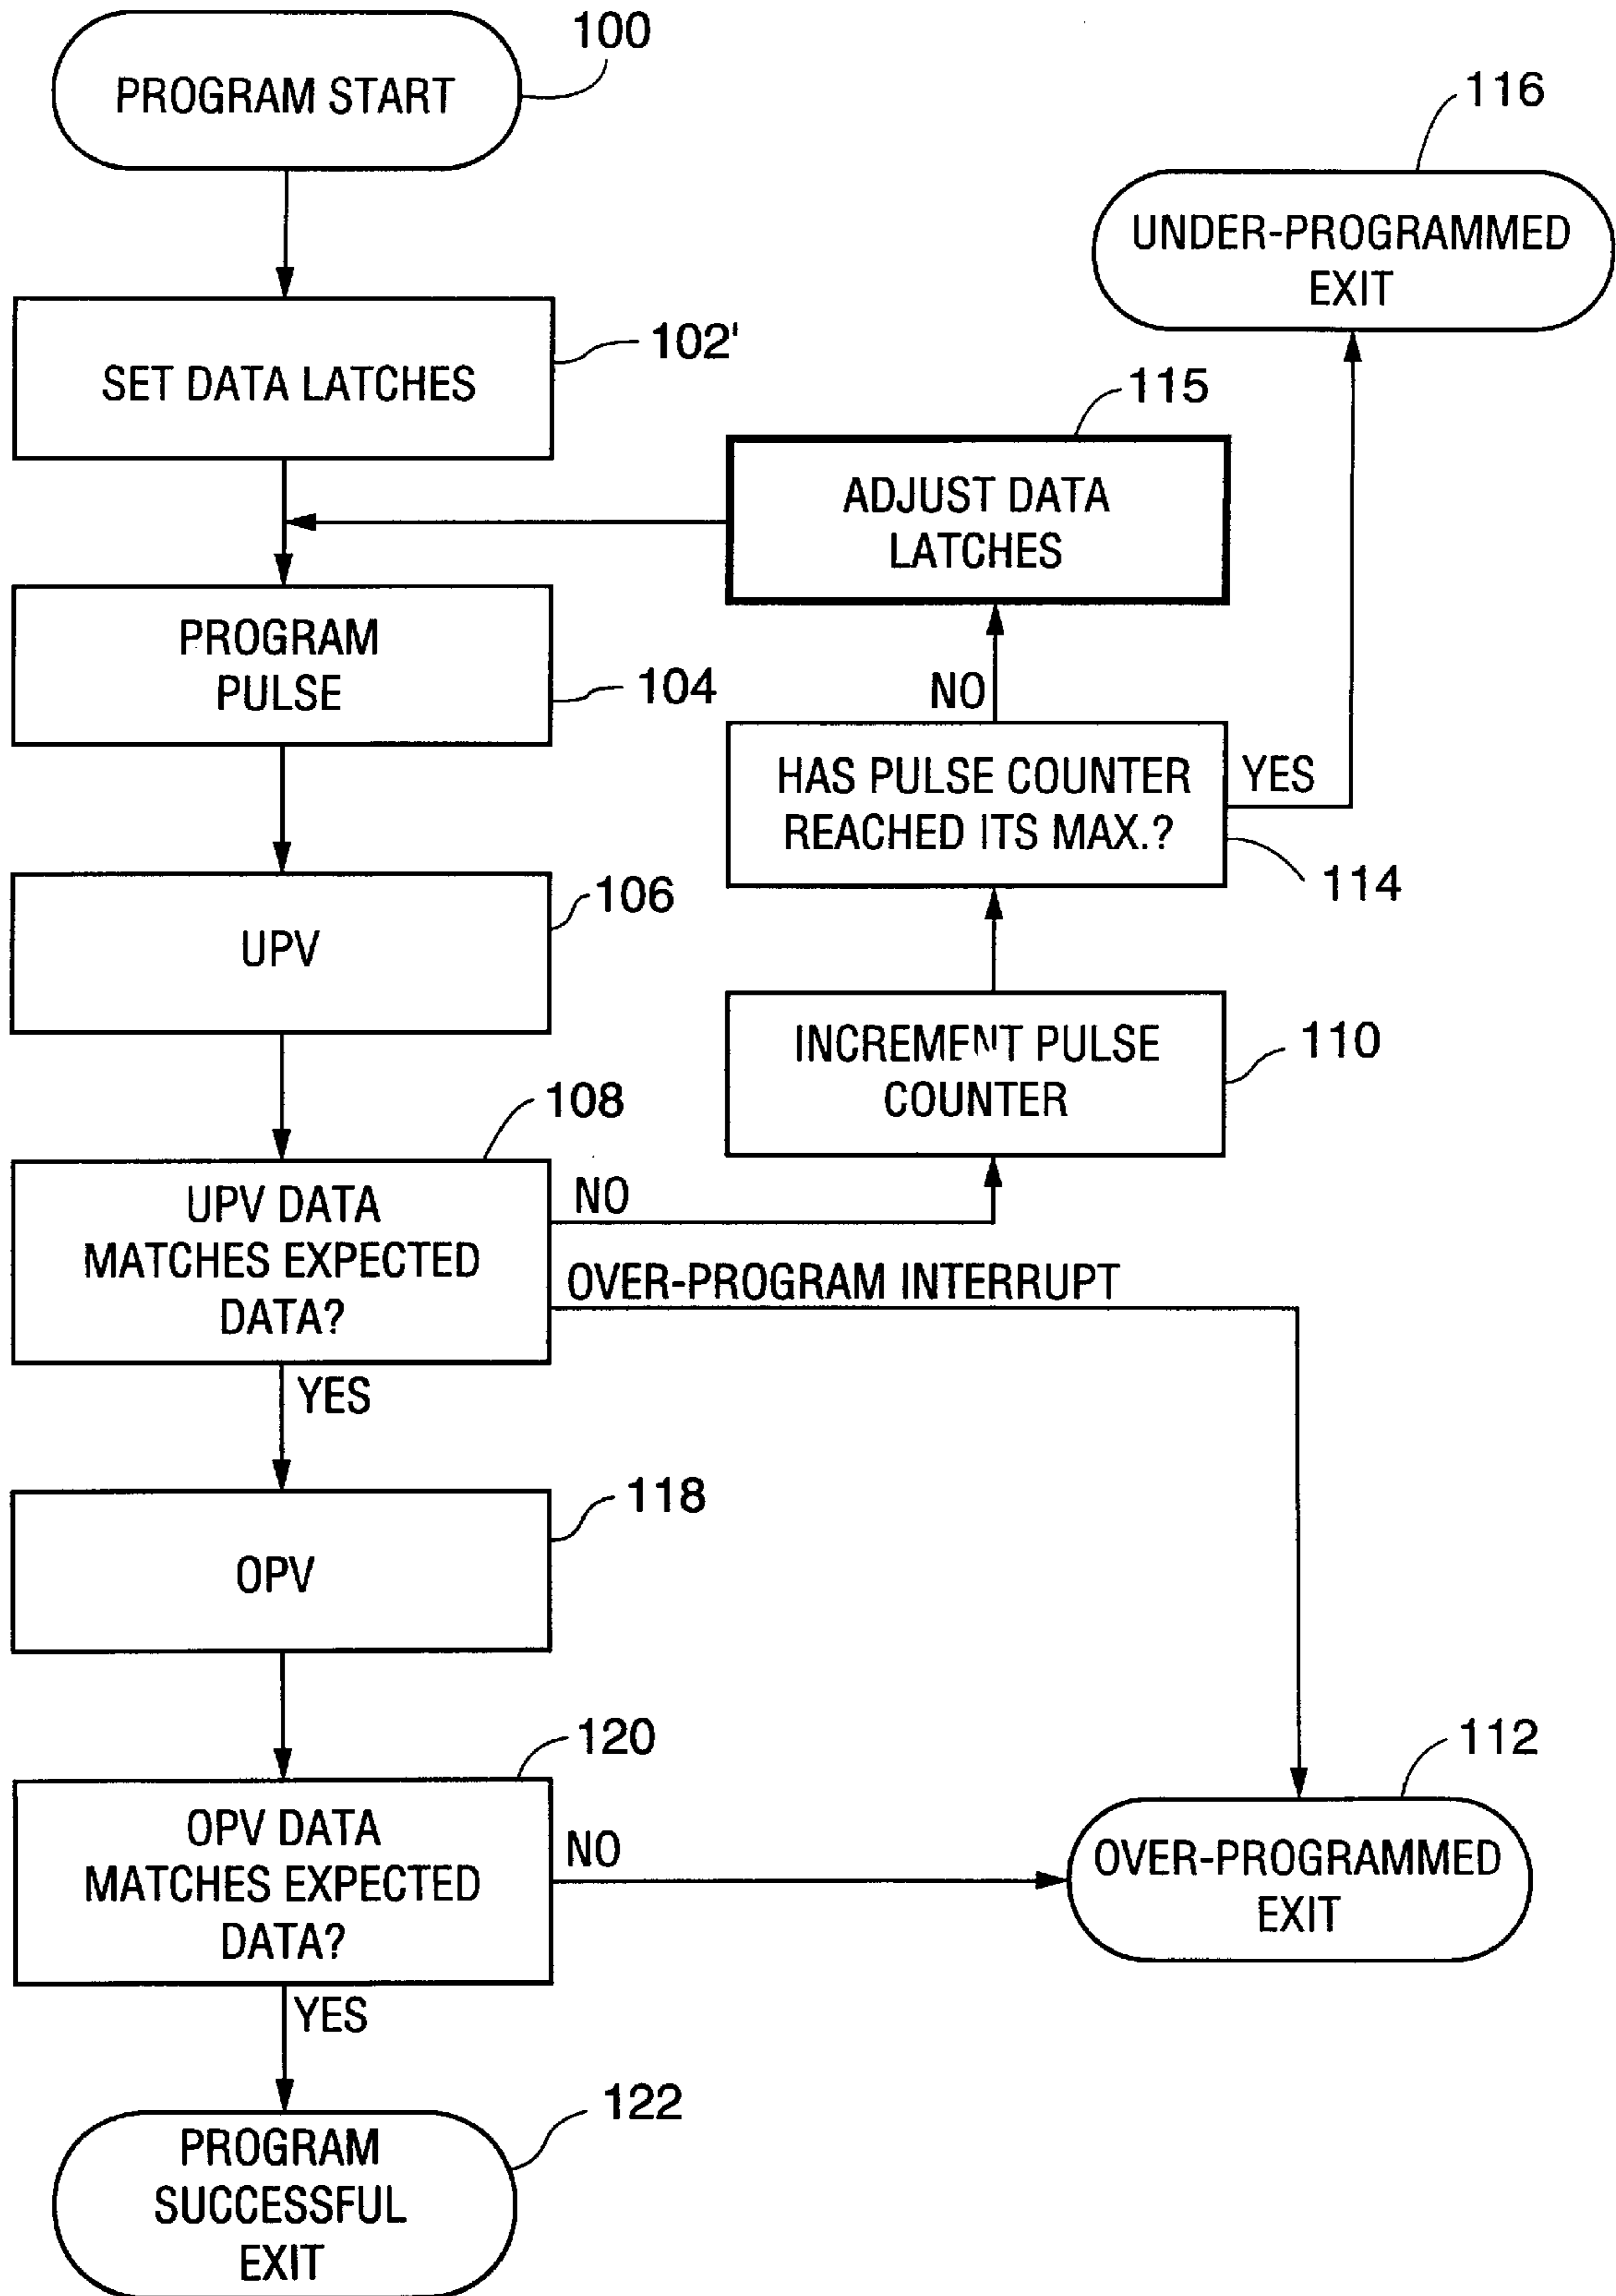 100
PROGRAM START
116
UNDER-PROGRAMMED
EXIT
102'
SET DATA LATCHES
115
ADJUST DATA
LATCHES
PROGRAM
PULSE
104
NO
HAS PULSE COUNTER
REACHED ITS MAX.?
YES
114
106
UPV
INCREMENT PULSE
COUNTER
110
108
UPV DATA
MATCHES EXPECTED
DATA?
NO
OVER-PROGRAM INTERRUPT
YES
118
OPV
120
OPV DATA
MATCHES EXPECTED
DATA?
NO
112
OVER-PROGRAMMED
EXIT
YES
122
PROGRAM
SUCCESSFUL
EXIT